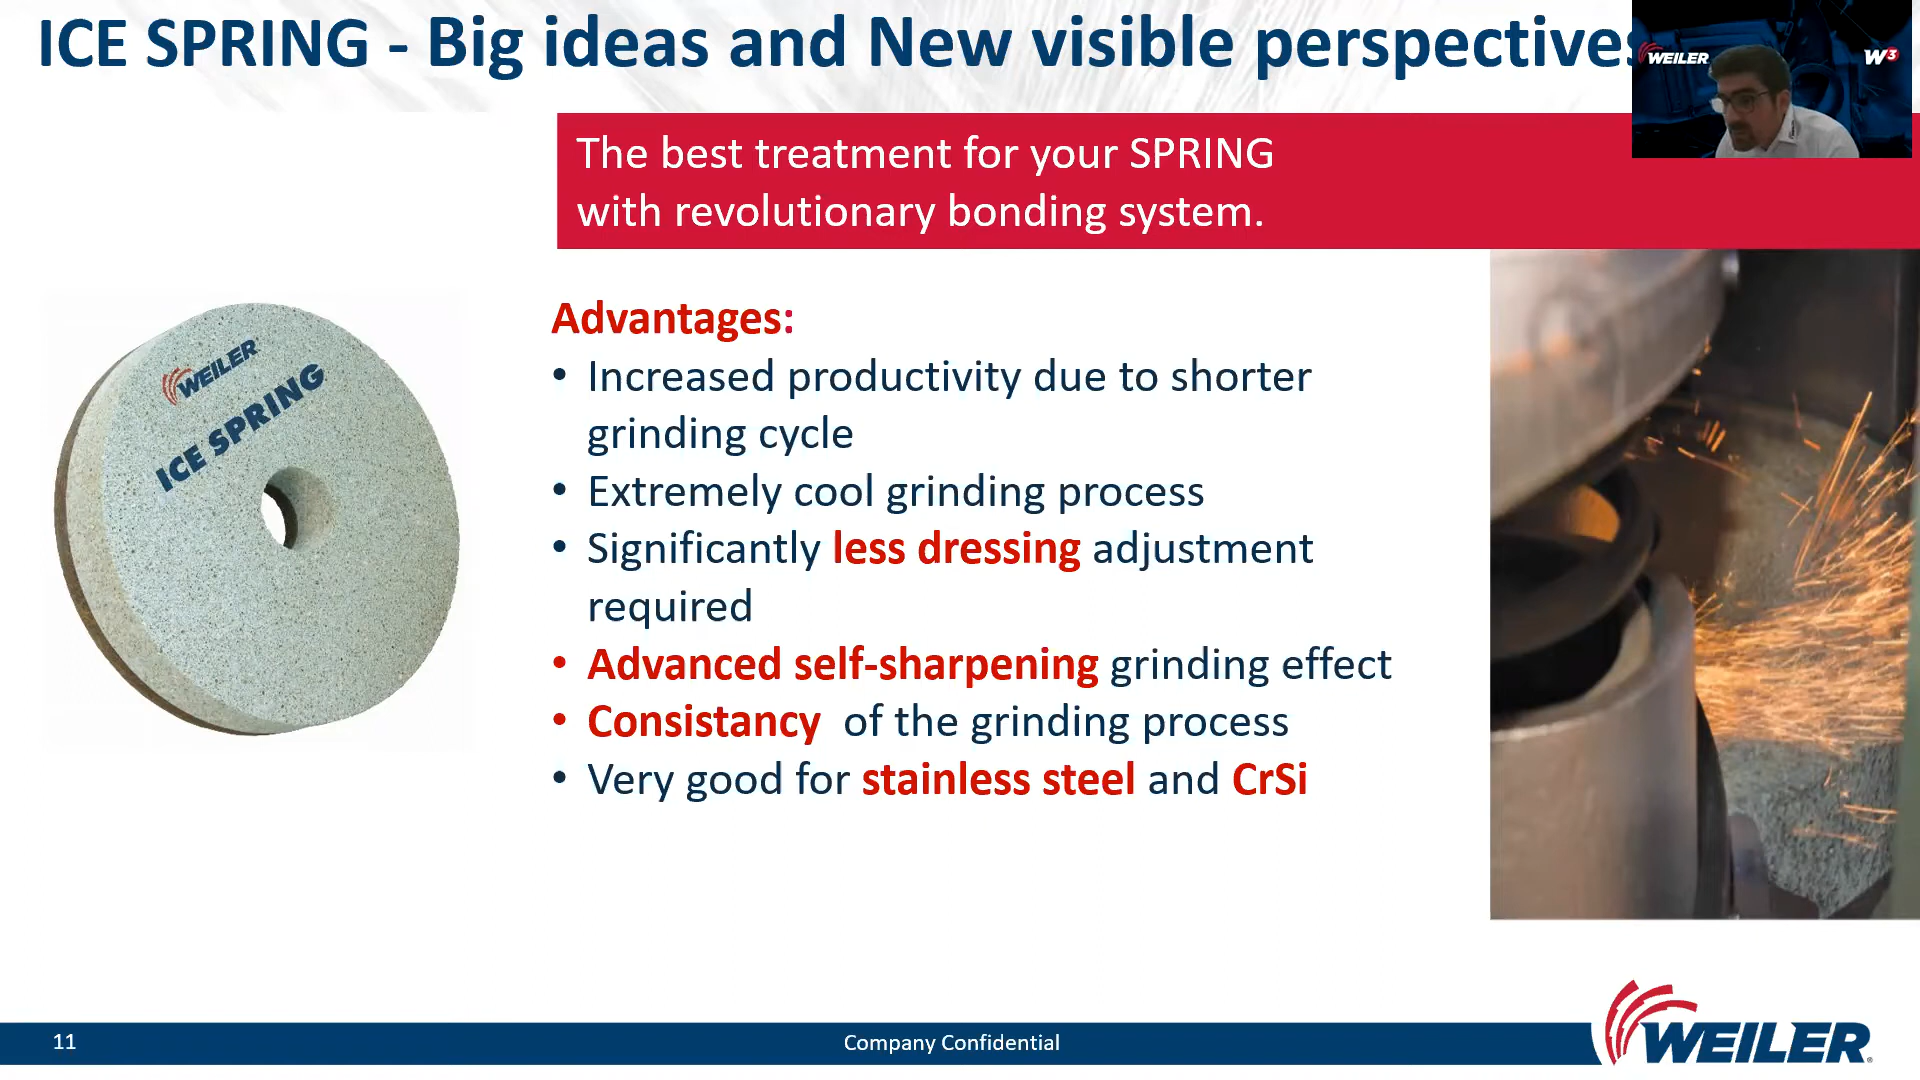 ICE SPRING - Big ideas and New visible perspectives
WEILER
W3
The best treatment for your SPRING
with revolutionary bonding system.
WEILER
ICE SPRING
Advantages:
• Increased productivity due to shorter
grinding cycle
• Extremely cool grinding process
• Significantly less dressing adjustment
required
• Advanced self-sharpening grinding effect
• Consistancy of the grinding process
• Very good for stainless steel and CrSi
11
Company Confidential
WEILER